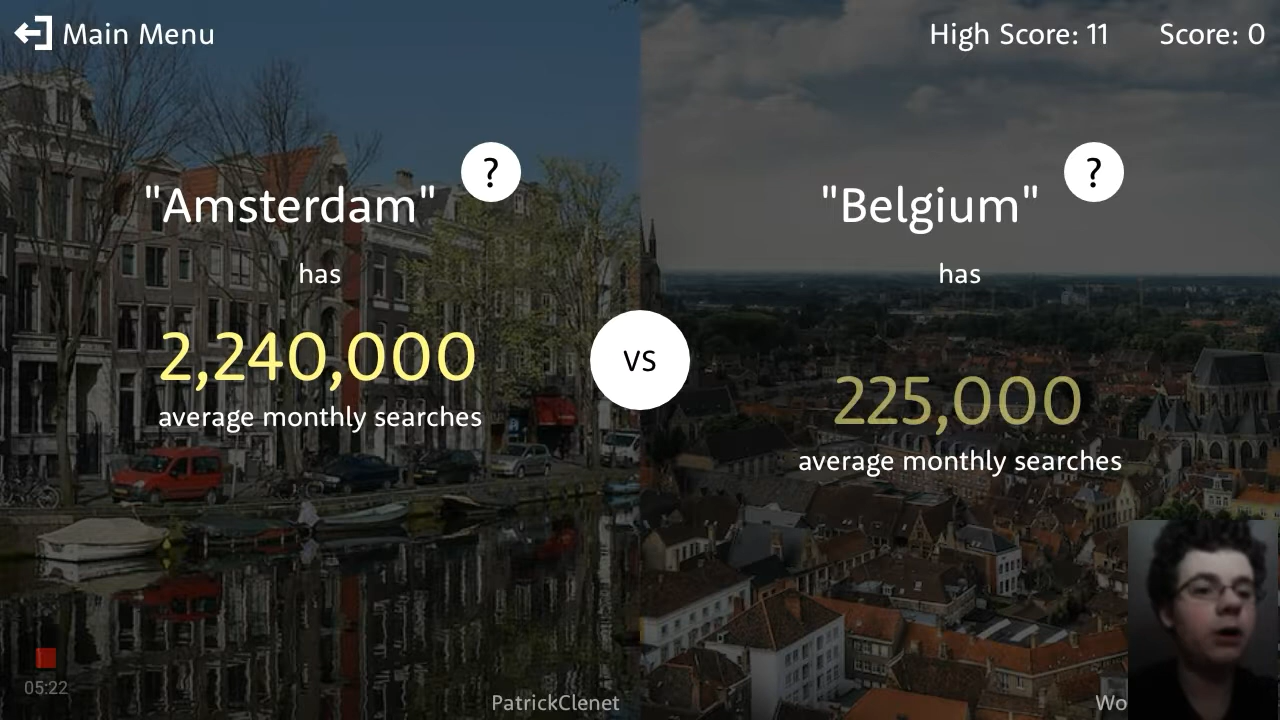 Main Menu
High Score: 11
Score: 0
?
?
"Amsterdam"
"Belgium"
has
has
2,240,000
VS
225,000
average monthly searches
average monthly searches
05:22
PatrickClenet
Wo